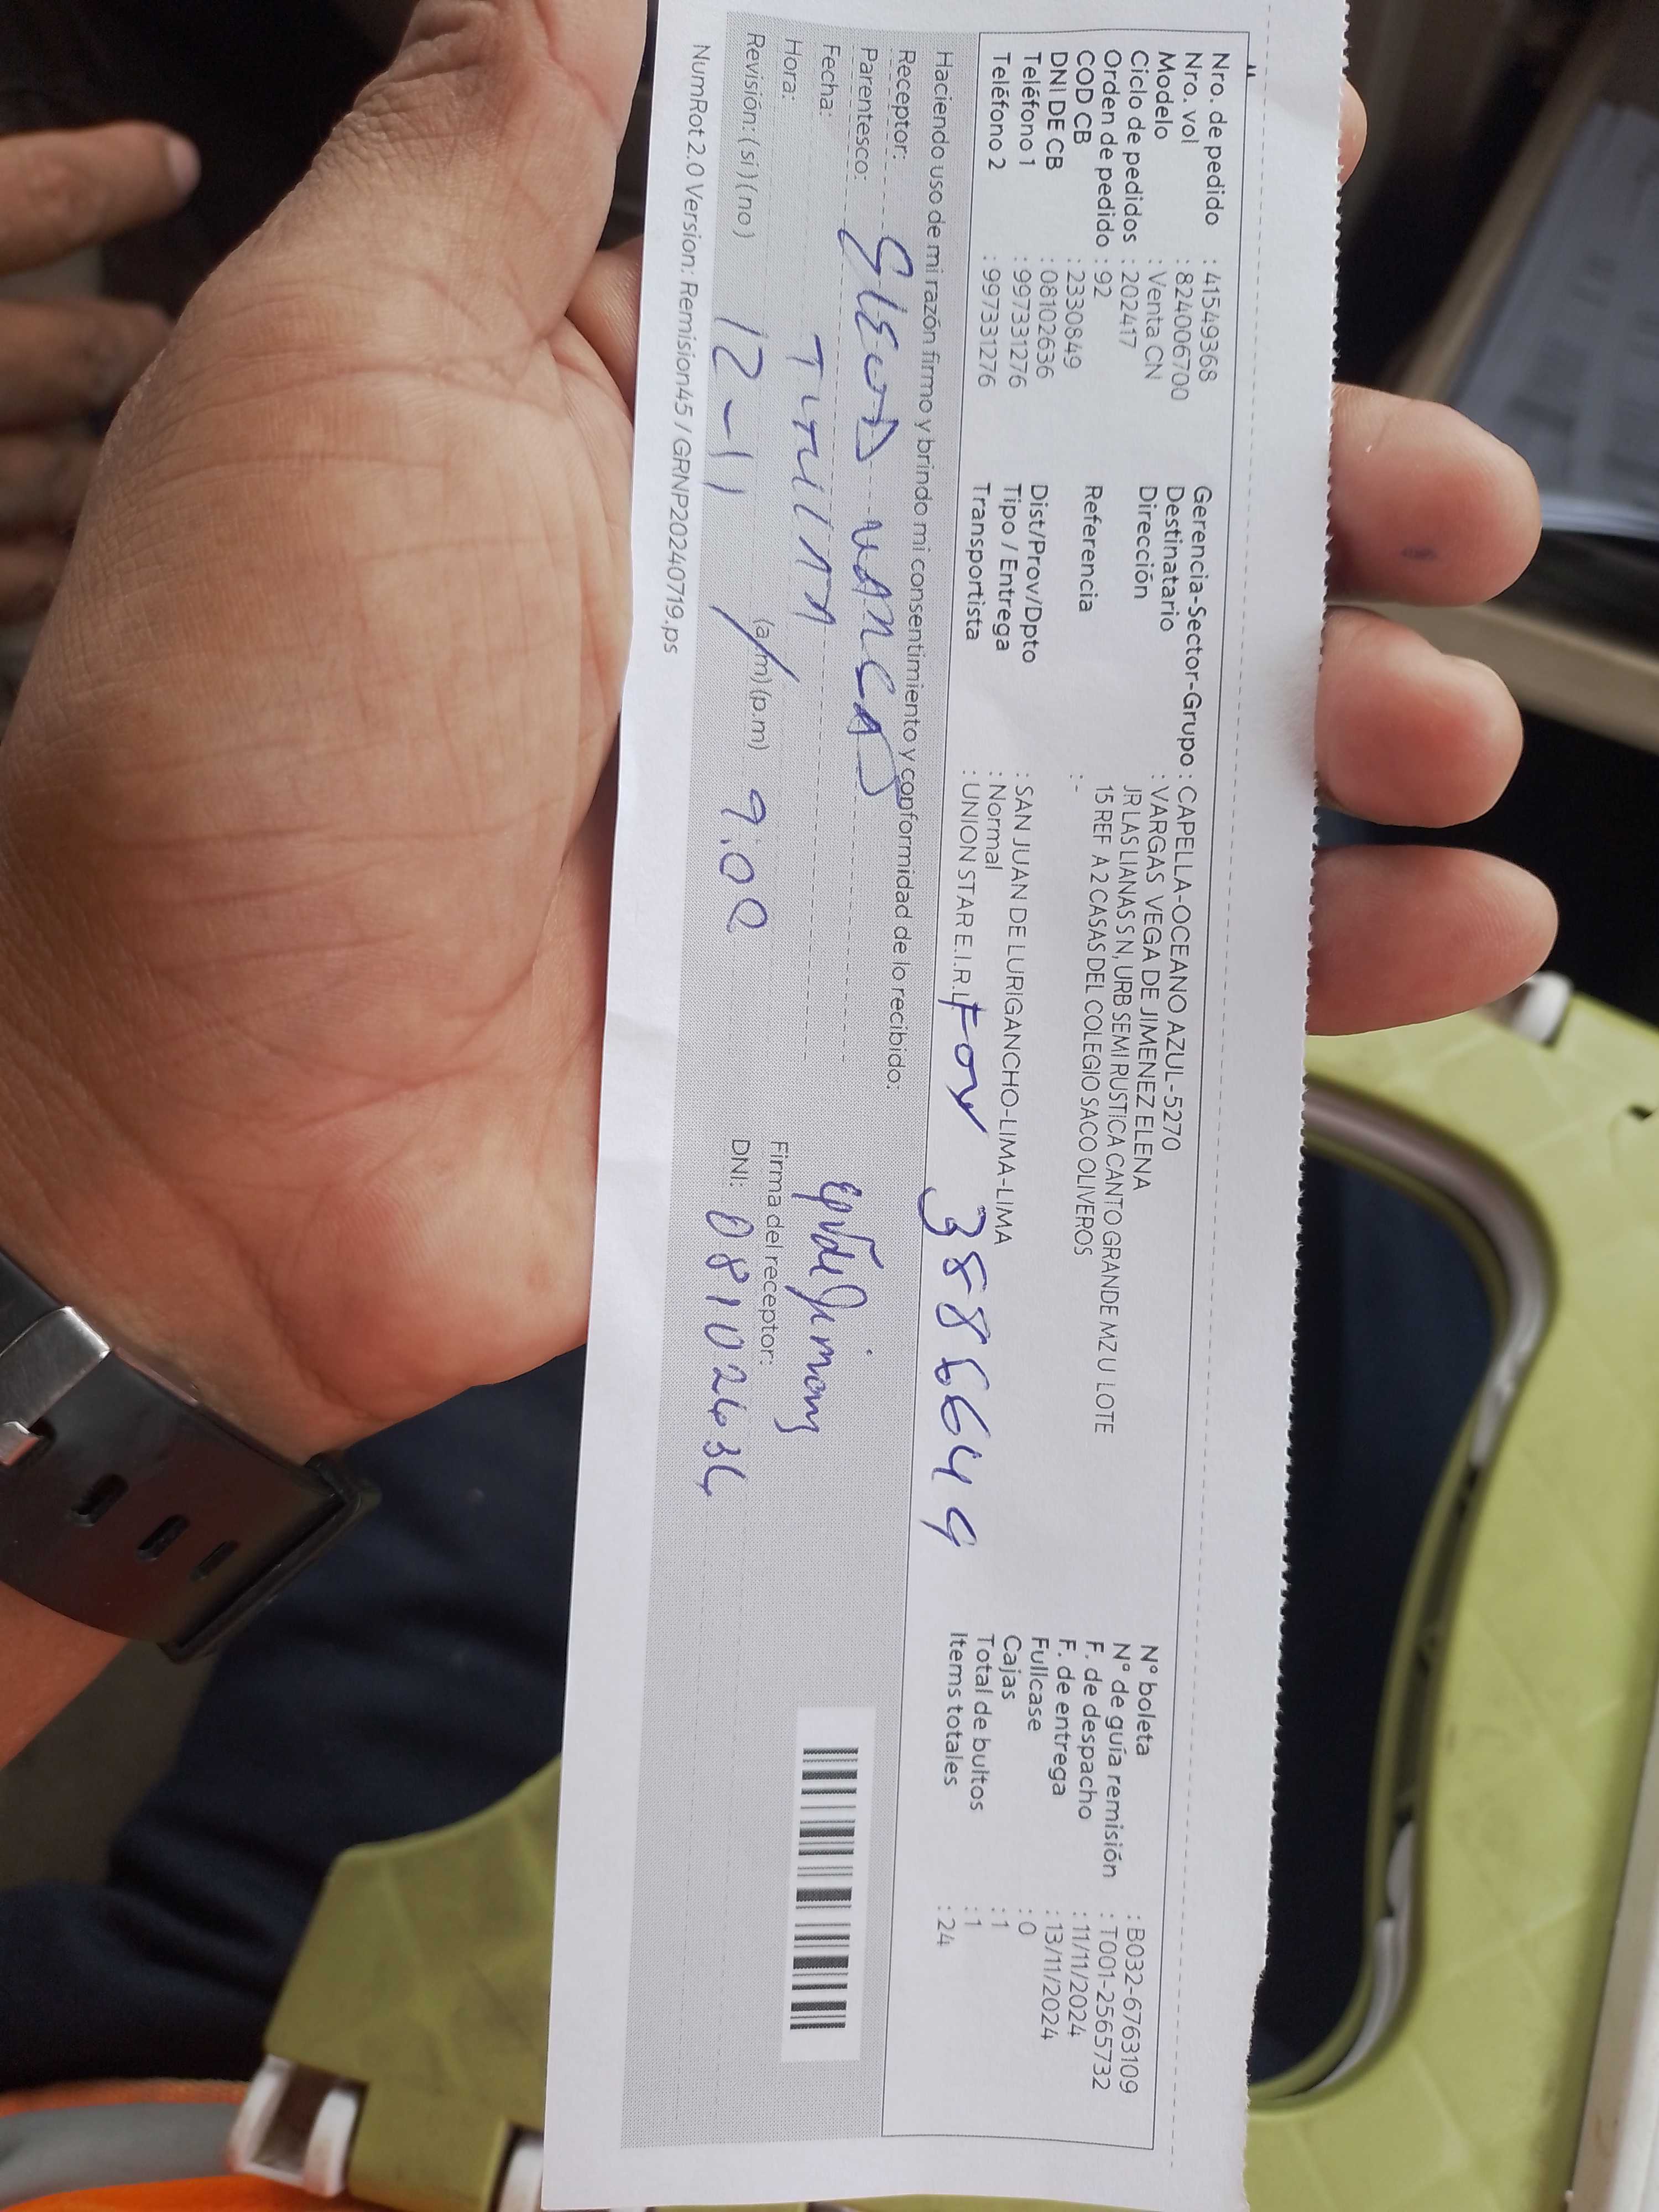 Nro. de pedido : 41549368
Nro. vol : 824006700
Modelo : Venta CN
Ciclo de pedidos : 202417
Orden de pedido : 92
COD CB : 2330849
DNI DE CB : 08102636
Teléfono 1 : 997331276
Teléfono 2 : 997331276
Gerencia-Sector-Grupo : CAPELLA-OCEANO AZUL-5270
Destinatario : VARGAS VEGA DE JIMENEZ ELENA
Dirección JR LAS LIANAS S N, URB SEMI RUSTICA CANTO GRANDE MZ U LOTE
15 REF A 2 CASAS DEL COLEGIO SACO OLIVEROS
Referencia : -
Dist/Prov/Dpto : SAN JUAN DE LURIGANCHO-LIMA-LIMA
Tipo / Entrega : Normal
Transportista : UNION STAR E.I.R.L
N° boleta : B032-6763109
N° de guía remisión : T001-2565732
F. de despacho : 11/11/2024
F. de entrega : 13/11/2024
Fullcase : 0
Cajas : 1
Total de bultos : 1
Items totales : 24
3886649
Haciendo uso de mi razón firmo y brindo mi consentimiento y conformidad de lo recibido:
Receptor:
Parentesco:
Fecha: Titular
Hora:
Revisión: (si) (no) 12-11 (a/m) (p.m) 9.00
Firma del receptor:
DNI: 08102636
NumRot 2.0 Version: Remision45 / GRNP20240719.ps